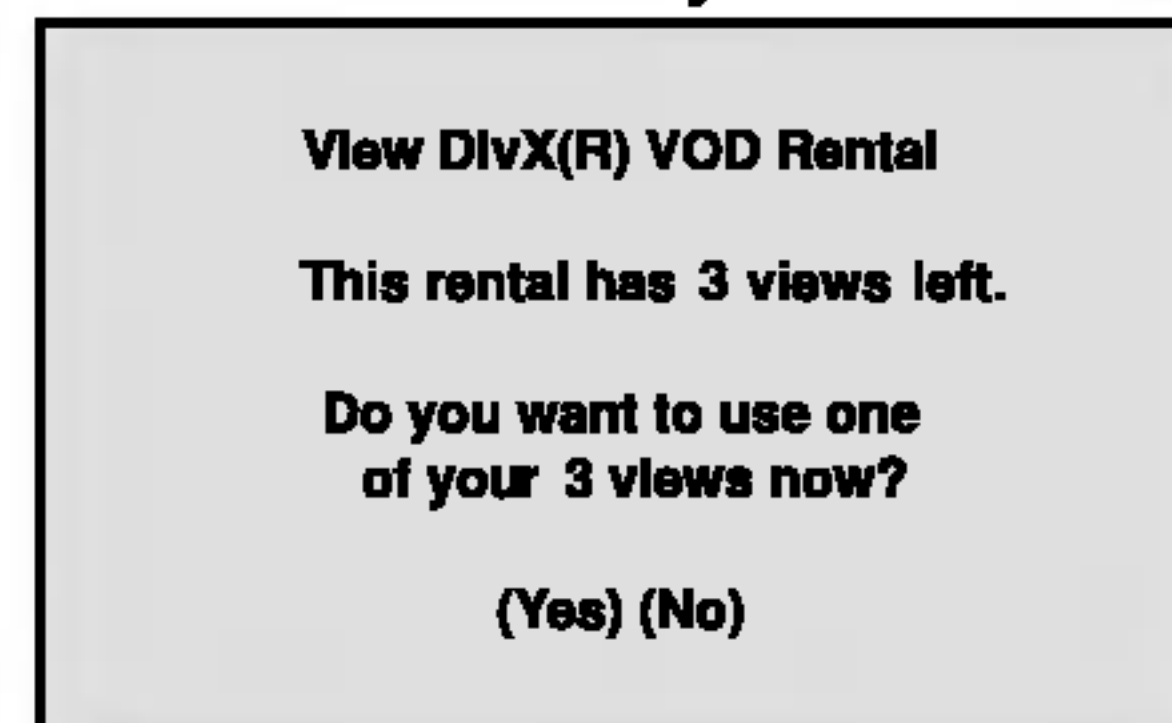 View DivX(R) VOD Rental
This rental has 3 views left.
Do you want to use one
of your 3 views now?
(Yes) (No)